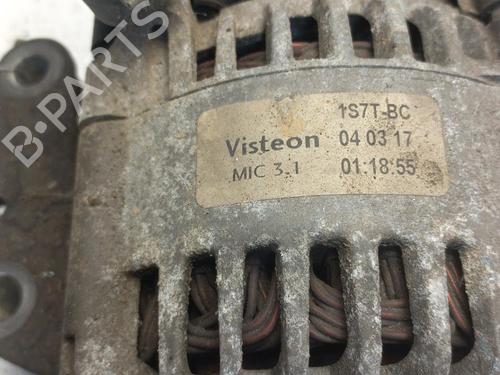 B-PARTS
1S7T-BC
Visteon 04 03 17
MIC 3.1 01:18:55